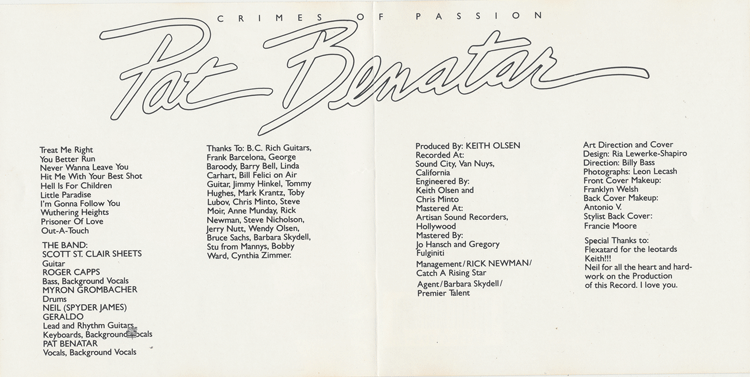 CRIMES OF PASSION
Pat Benatar
Treat Me Right
You Better Run
Never Wanna Leave You
Hit Me With Your Best Shot
Hell Is For Children
Little Paradise
I'm Gonna Follow You
Wuthering Heights
Prisoner Of Love
Out-A-Touch
THE BAND:
SCOTT ST. CLAIR SHEETS
Guitar
ROGER CAPPS
Bass, Background Vocals
MYRON GROMBACHER
Drums
NEIL (SPYDER JAMES)
GERALDO
Lead and Rhythm Guitars,
Keyboards, Background Vocals
PAT BENATAR
Vocals, Background Vocals
Thanks To: B.C. Rich Guitars,
Frank Barcelona, George
Baroody, Barry Bell, Linda
Carhart, Bill Felici on Air
Guitar, Jimmy Hinkel, Tommy
Hughes, Mark Krantz, Toby
Lubov, Chris Minto, Steve
Moir, Anne Munday, Rick
Newman, Steve Nicholson,
Jerry Nutt, Wendy Olsen,
Bruce Sachs, Barbara Skydell,
Stu from Mannys, Bobby
Ward, Cynthia Zimmer.
Produced By: KEITH OLSEN
Recorded At:
Sound City, Van Nuys,
California
Engineered By:
Keith Olsen and
Chris Minto
Mastered At:
Artisan Sound Recorders,
Hollywood
Mastered By:
Jo Hansch and Gregory
Fulginiti
Management/RICK NEWMAN/
Catch A Rising Star
Agent/Barbara Skydell/
Premier Talent
Art Direction and Cover
Design: Ria Lewerke-Shapiro
Direction: Billy Bass
Photographs: Leon Lecash
Front Cover Makeup:
Franklyn Welsh
Back Cover Makeup:
Antonio V.
Stylist Back Cover:
Francie Moore
Special Thanks to:
Flexatard for the leotards
Keith!!!
Neil for all the heart and hard-
work on the Production
of this Record. I love you.